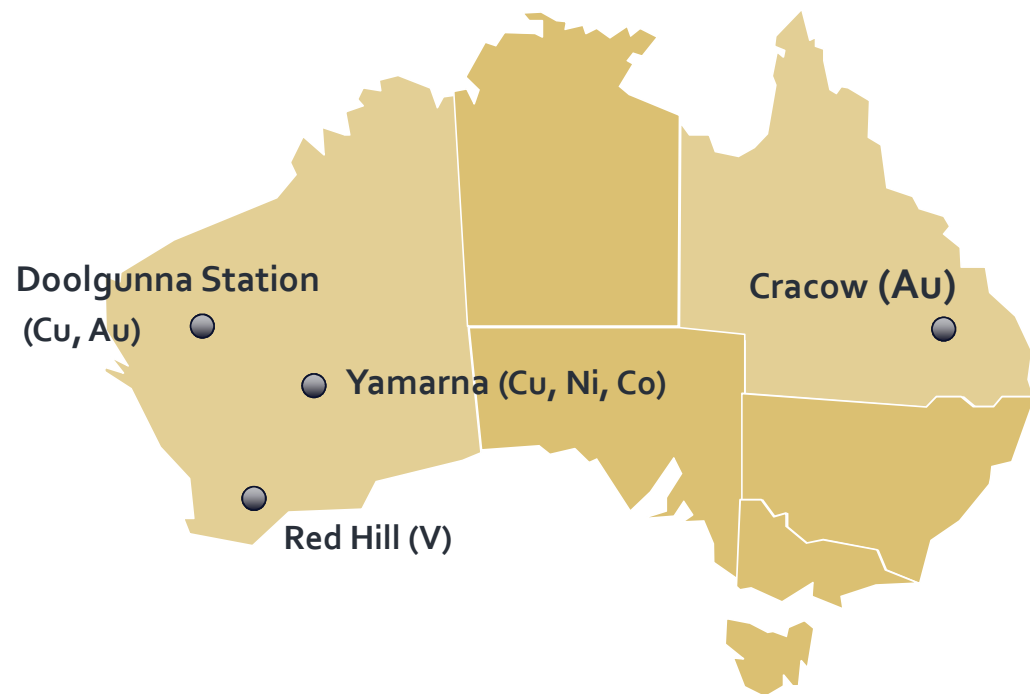 Doolgunna Station
(Cu, Au)
Cracow (Au)
Yamarna (Cu, Ni, Co)
Red Hill (V)